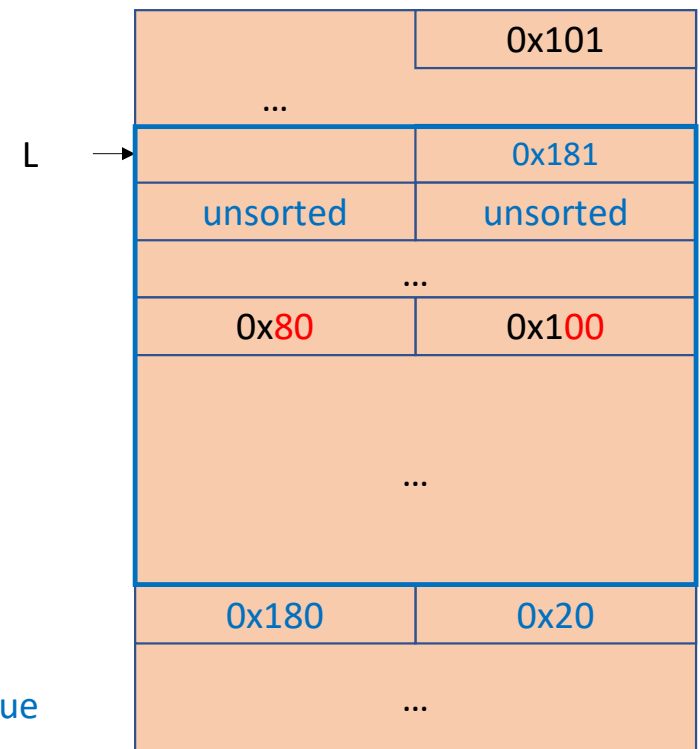 0x101
...
L 0x181
unsorted unsorted
...
0x80 0x100
...
0x180 0x20
ue ...